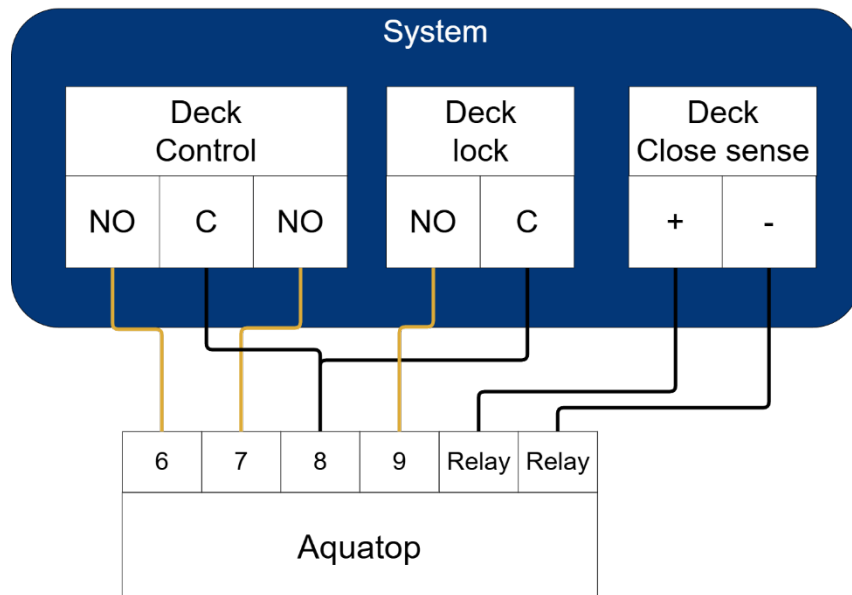 System
Deck
Control
Deck
lock
Deck
Close sense
NO C NO
NO C
+ -
6 7 8 9 Relay Relay
Aquatop